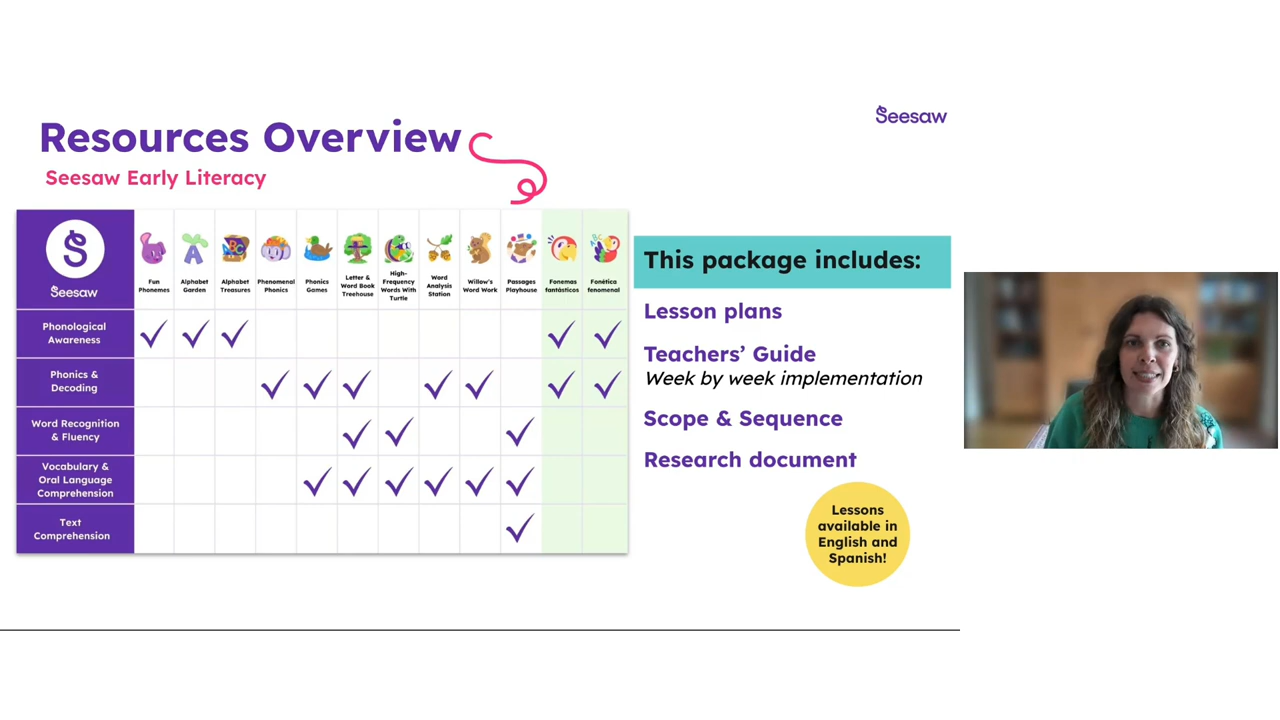 Seesaw
Resources Overview
Seesaw Early Literacy
Seesaw
Fun
Phonemes
Alphabet
Garden
Alphabet
Treasures
Phenomenal
Phonics
Phonics
Games
Letter &
Word Book
Treehouse
High-
Frequency
Words With
Turtle
Word
Analysis
Station
Willow's
Word Work
Passages
Playhouse
Fonemas
fantásticos
Fonética
fenomenal
Phonological
Awareness
Phonics &
Decoding
Word Recognition
& Fluency
Vocabulary &
Oral Language
Comprehension
Text
Comprehension
This package includes:
Lesson plans
Teachers’ Guide
Week by week implementation
Scope & Sequence
Research document
Lessons
available in
English and
Spanish!